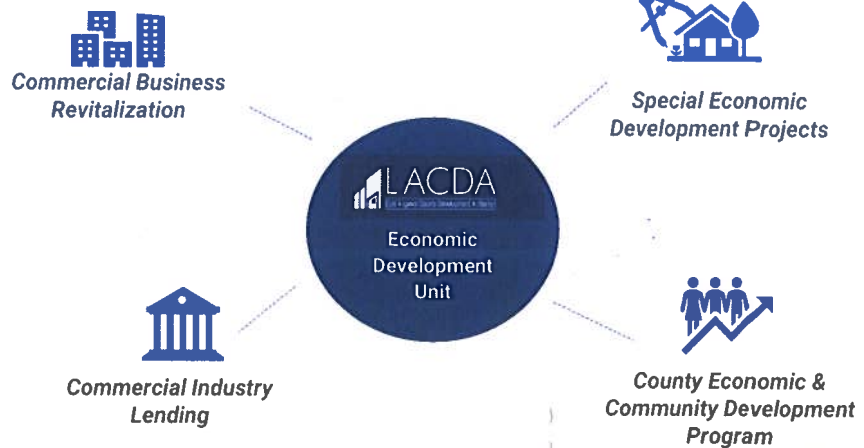 Commercial Business
Revitalization
Special Economic
Development Projects
LACDA
Economic
Development
Unit
Commercial Industry
Lending
County Economic &
Community Development
Program